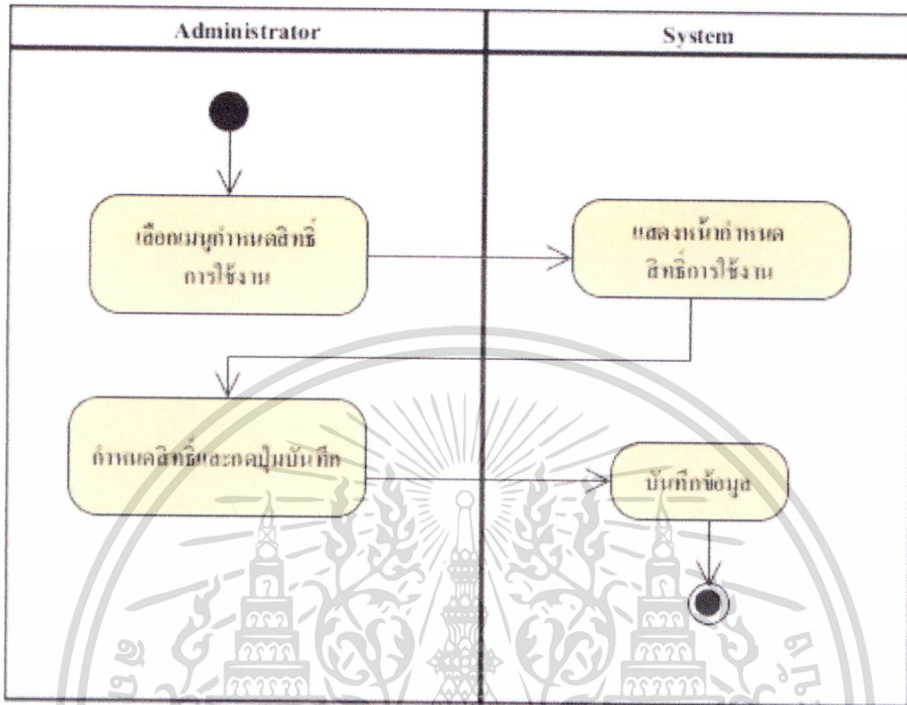 Administrator
System
เลือกเมนูกำหนดสิทธิ์
การใช้งาน
แสดงหน้ากำหนด
สิทธิ์การใช้งาน
กำหนดสิทธิ์และกดปุ่มบันทึก
บันทึกข้อมูล